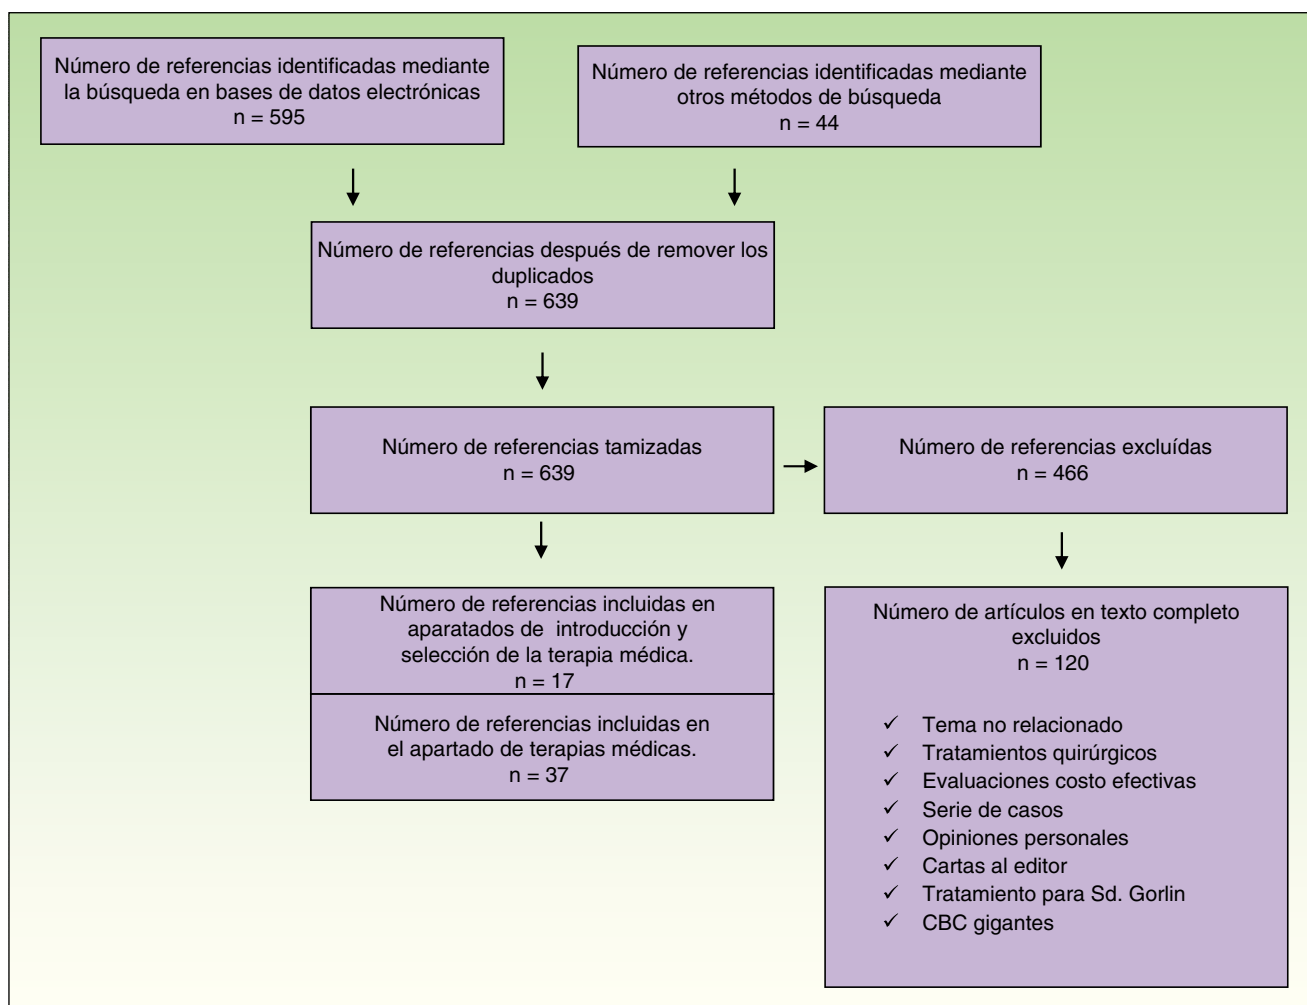 Número de referencias identificadas mediante
la búsqueda en bases de datos electrónicas
n = 595
Número de referencias identificadas mediante
otros métodos de búsqueda
n = 44
Número de referencias después de remover los
duplicados
n = 639
Número de referencias tamizadas
n = 639
Número de referencias excluídas
n = 466
Número de referencias incluidas en
aparatados de introducción y
selección de la terapia médica.
n = 17
Número de referencias incluidas en
el apartado de terapias médicas.
n = 37
Número de artículos en texto completo
excluidos
n = 120
✓ Tema no relacionado
✓ Tratamientos quirúrgicos
✓ Evaluaciones costo efectivas
✓ Serie de casos
✓ Opiniones personales
✓ Cartas al editor
✓ Tratamiento para Sd. Gorlin
✓ CBC gigantes